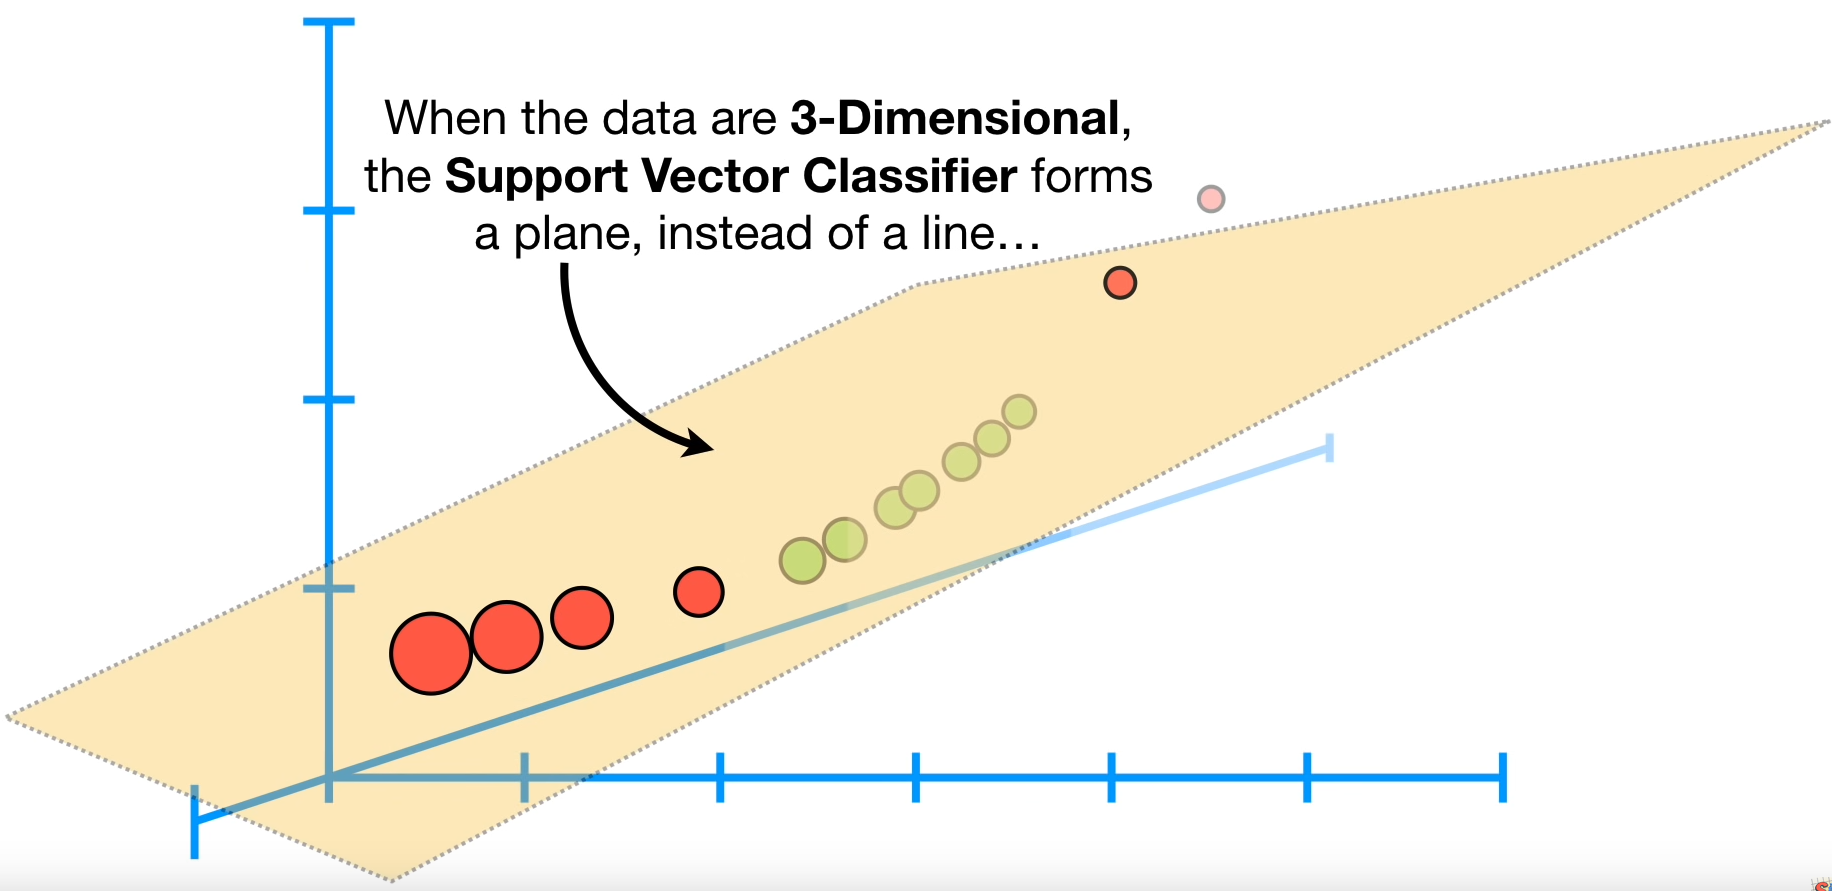 When the data are 3-Dimensional,
the Support Vector Classifier forms
a plane, instead of a line…